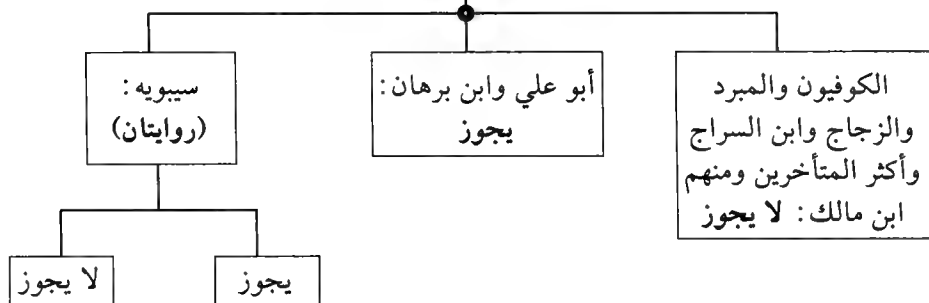 الكوفيون والمبرد
والزجاج وابن السراج
وأكثر المتأخرين ومنهم
ابن مالك: لا يجوز
أبو علي وابن برهان:
يجوز
سيبويه:
(روايتان)
يجوز
لا يجوز